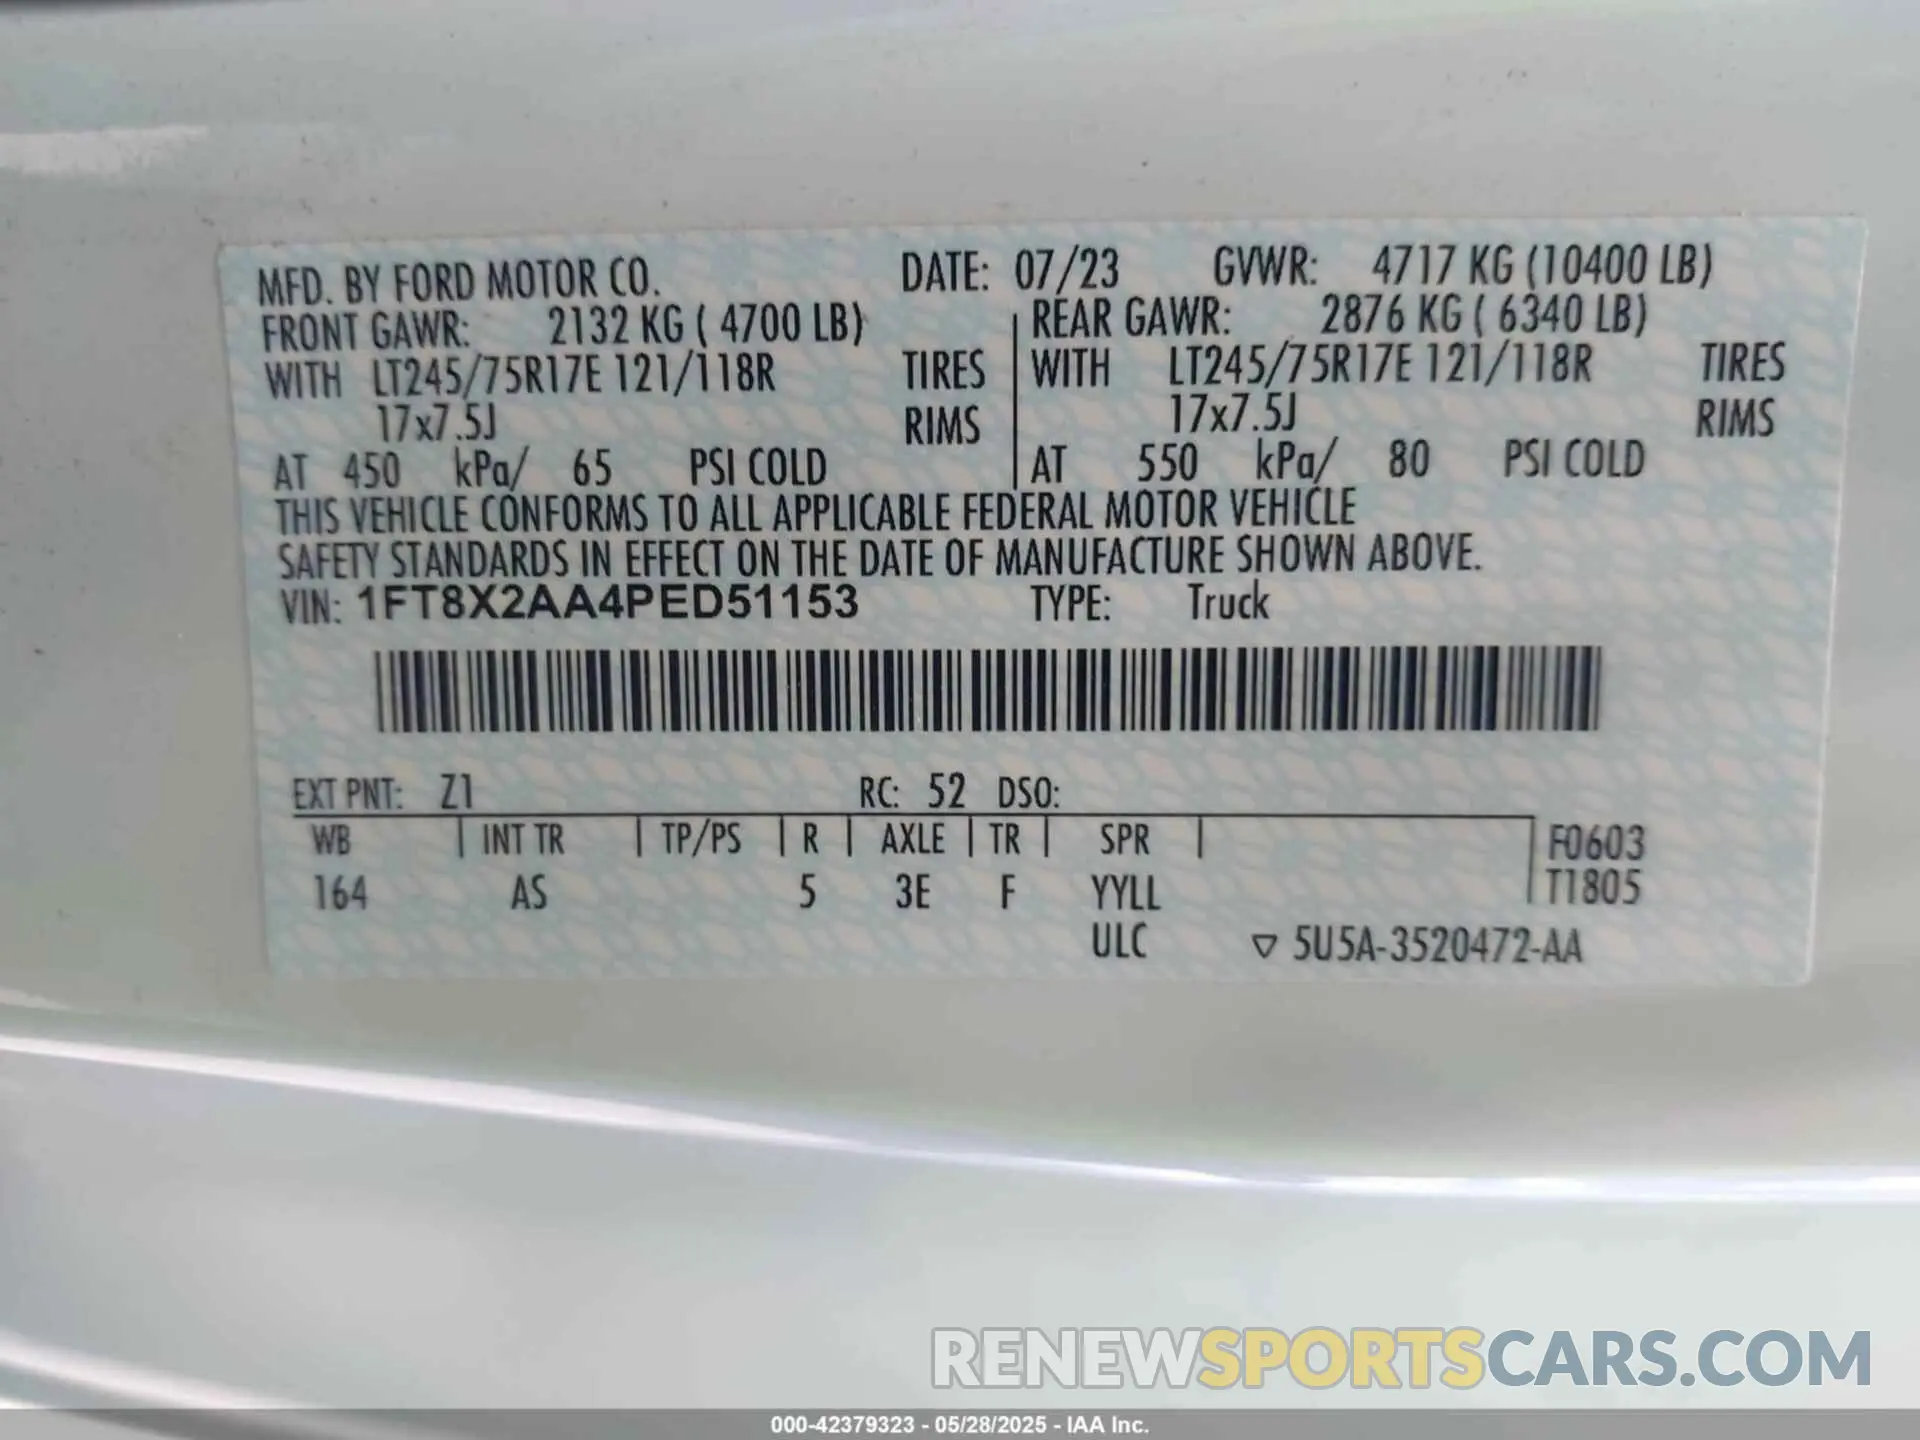 MFD. BY FORD MOTOR CO. DATE: 07/23 GVWR: 4717 KG (10400 LB)
FRONT GAWR: 2132 KG ( 4700 LB) REAR GAWR: 2876 KG ( 6340 LB)
WITH LT245/75R17E 121/118R TIRES WITH LT245/75R17E 121/118R TIRES
17x7.5J RIMS 17x7.5J RIMS
AT 450 kPa/ 65 PSI COLD AT 550 kPa/ 80 PSI COLD
THIS VEHICLE CONFORMS TO ALL APPLICABLE FEDERAL MOTOR VEHICLE
SAFETY STANDARDS IN EFFECT ON THE DATE OF MANUFACTURE SHOWN ABOVE.
VIN: 1FT8X2AA4PED51153 TYPE: Truck
EXT PNT: Z1 RC: 52 DSO:
WB INT TR TP/PS R AXLE TR SPR F0603
164 AS 5 3E F YYLL T1805
ULC ▽ 5U5A-3520472-AA
RENEWSPORTSCARS.COM
000-42379323 - 05/28/2025 - IAA Inc.